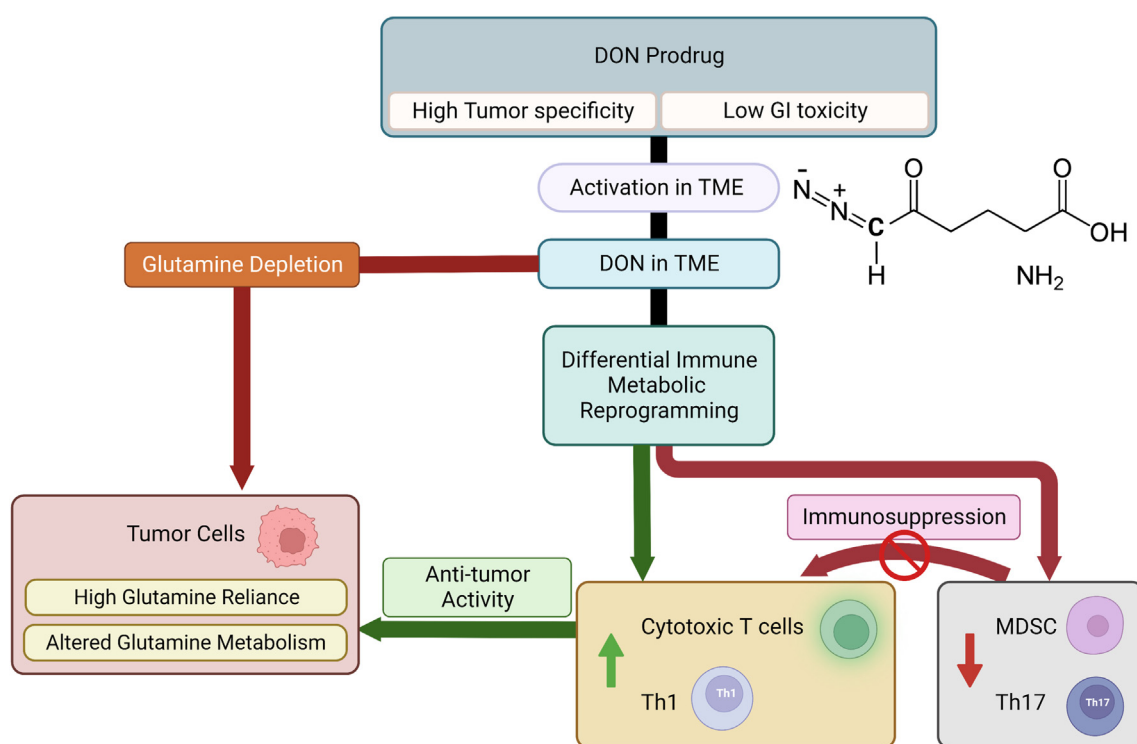 DON Prodrug
High Tumor specificity
Low GI toxicity
Activation in TME
N
-
N
+
C
H
O
O
OH
NH₂
Glutamine Depletion
DON in TME
Differential Immune
Metabolic
Reprogramming
Immunosuppression
Tumor Cells
High Glutamine Reliance
Altered Glutamine Metabolism
Anti-tumor
Activity
Cytotoxic T cells
Th1
Th1
MDSC
Th17
Th17